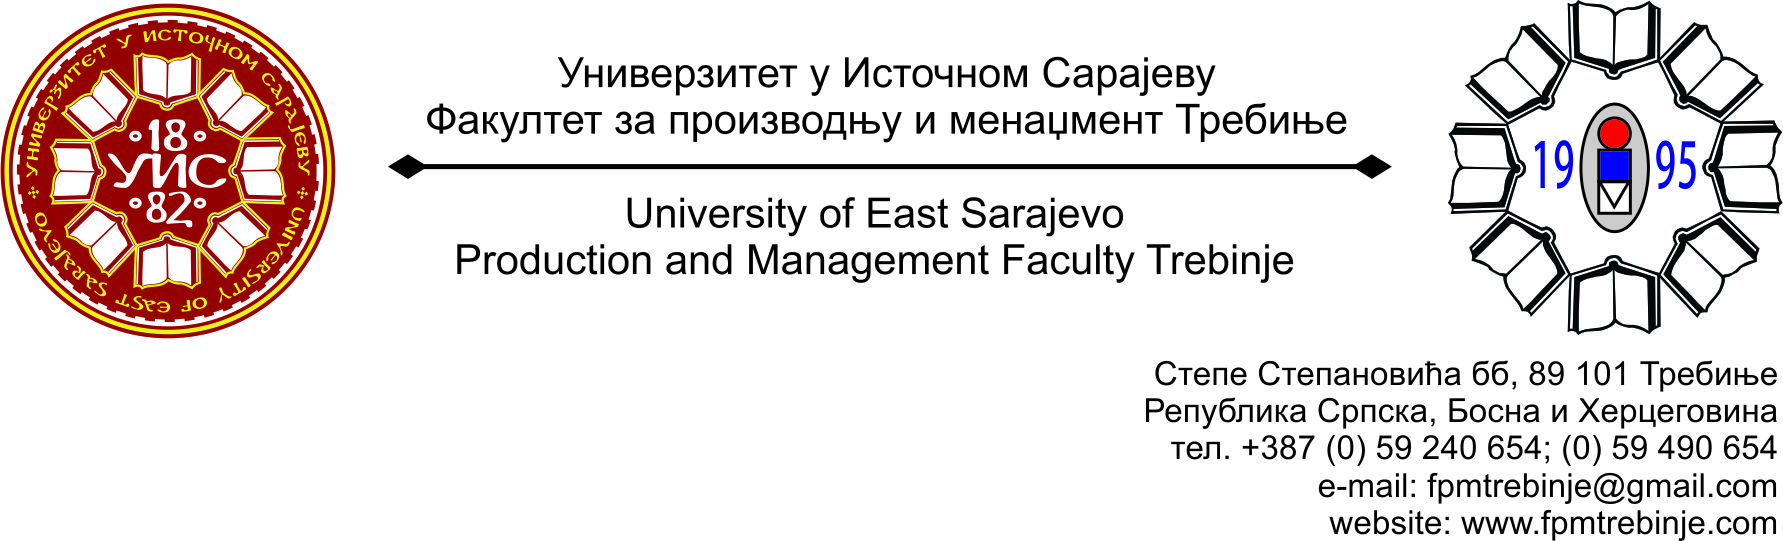 УНИВЕРЗИТЕТ У ИСТОЧНОМ САРАЈЕВУ
UNIVERSITY OF EAST SARAJEVO
18
УИС
82
Универзитет у Источном Сарајеву
Факултет за производњу и менаџмент Требиње
University of East Sarajevo
Production and Management Faculty Trebinje
19 95
Степе Степановића бб, 89 101 Требиње
Република Српска, Босна и Херцеговина
тел. +387 (0) 59 240 654; (0) 59 490 654
e-mail: fpmtrebinje@gmail.com
website: www.fpmtrebinje.com